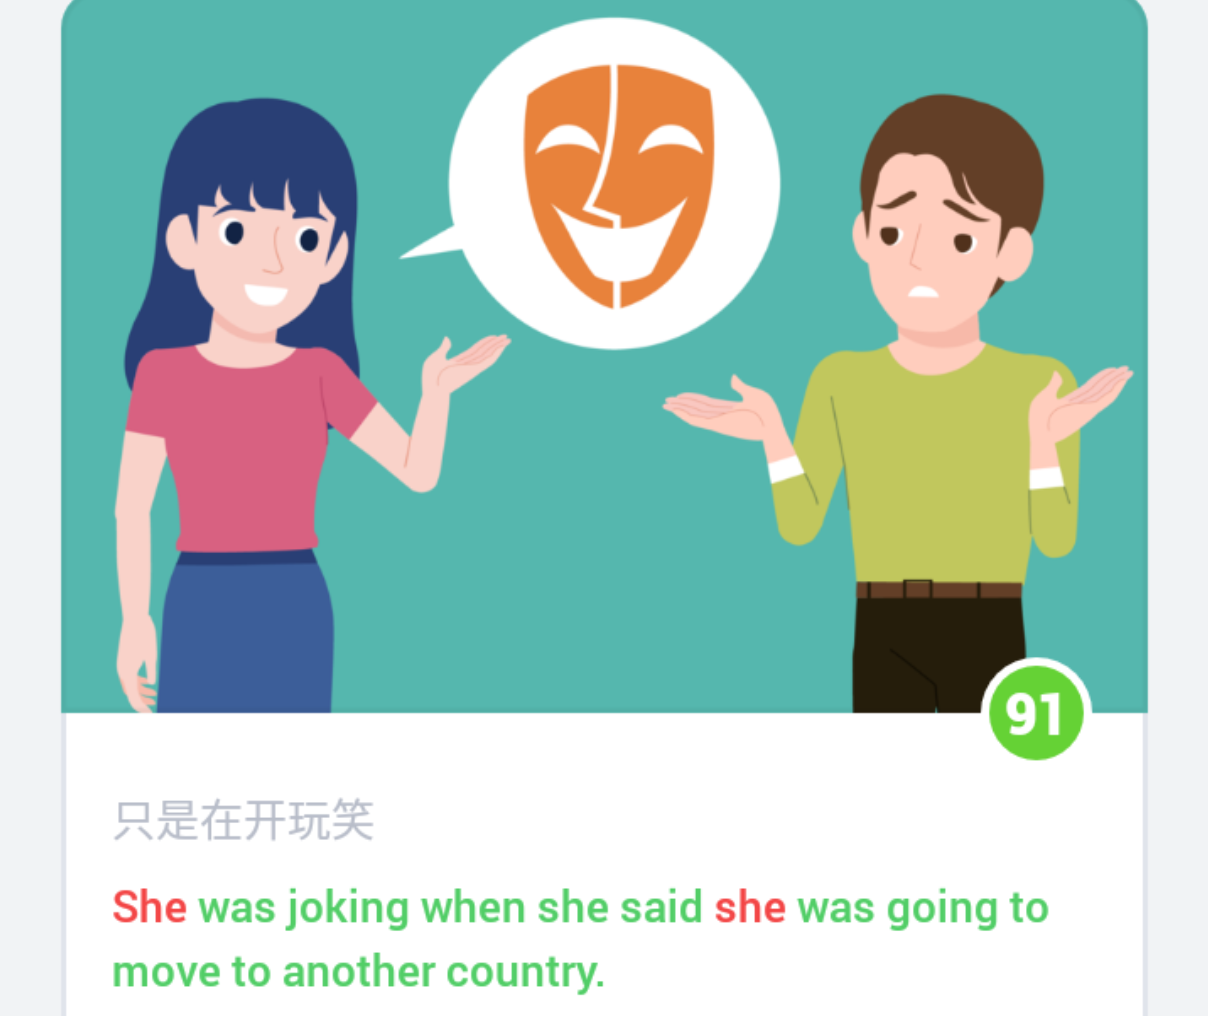 91
只是在开玩笑
She was joking when she said she was going to
move to another country.